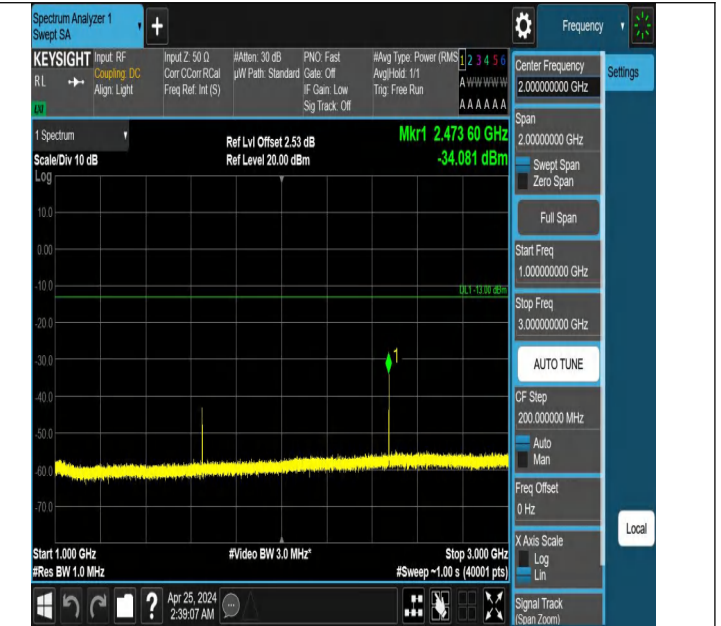 Spectrum Analyzer 1
Swept SA
+
Frequency
KEYSIGHT
RL
LXI
Input: RF
Coupling: DC
Align: Light
Input Z: 50 Ω
Corr CCorr RCal
Freq Ref: Int (S)
#Atten: 30 dB
µW Path: Standard
PNO: Fast
Gate: Off
IF Gain: Low
Sig Track: Off
#Avg Type: Power (RMS
Avg|Hold: 1/1
Trig: Free Run
1 2 3 4 5 6
A W W W W W
A A A A A A
Center Frequency
2.000000000 GHz
Settings
Span
2.00000000 GHz
Swept Span
Zero Span
Full Span
Start Freq
1.000000000 GHz
Stop Freq
3.000000000 GHz
AUTO TUNE
CF Step
200.000000 MHz
Auto
Man
Freq Offset
0 Hz
X Axis Scale
Log
Lin
Signal Track
(Span Zoom)
Local
1 Spectrum
Scale/Div 10 dB
Log
Ref Lvl Offset 2.53 dB
Ref Level 20.00 dBm
Mkr1 2.473 60 GHz
-34.081 dBm
10.0
0.00
-10.0
DL1 -13.00 dBm
-20.0
-30.0
1
-40.0
-50.0
-60.0
-70.0
Start 1.000 GHz
#Res BW 1.0 MHz
#Video BW 3.0 MHz*
Stop 3.000 GHz
#Sweep ~1.00 s (40001 pts)
?
Apr 25, 2024
2:39:07 AM